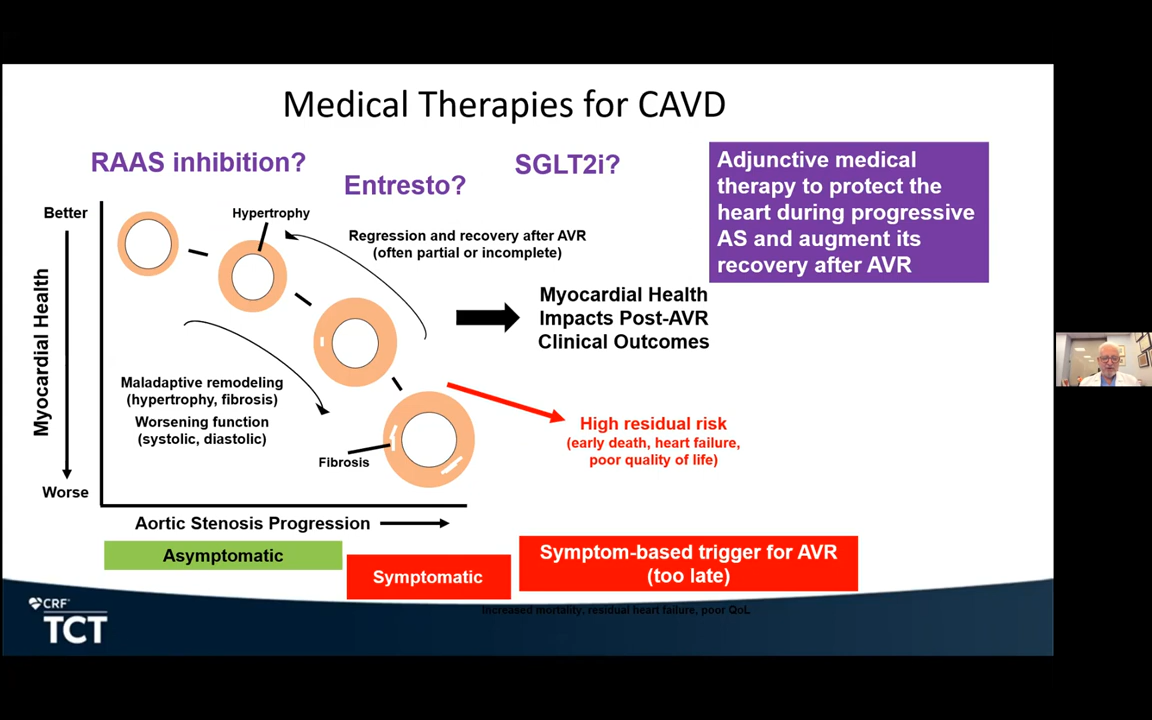 Medical Therapies for CAVD
RAAS inhibition?
Entresto?
SGLT2i?
Adjunctive medical
therapy to protect the
heart during progressive
AS and augment its
recovery after AVR
Better
Myocardial Health
Worse
Hypertrophy
Regression and recovery after AVR
(often partial or incomplete)
Myocardial Health
Impacts Post-AVR
Clinical Outcomes
Maladaptive remodeling
(hypertrophy, fibrosis)
Worsening function
(systolic, diastolic)
Fibrosis
High residual risk
(early death, heart failure,
poor quality of life)
Aortic Stenosis Progression
Asymptomatic
Symptomatic
Symptom-based trigger for AVR
(too late)
Increased mortality, residual heart failure, poor QoL
CRF®
TCT